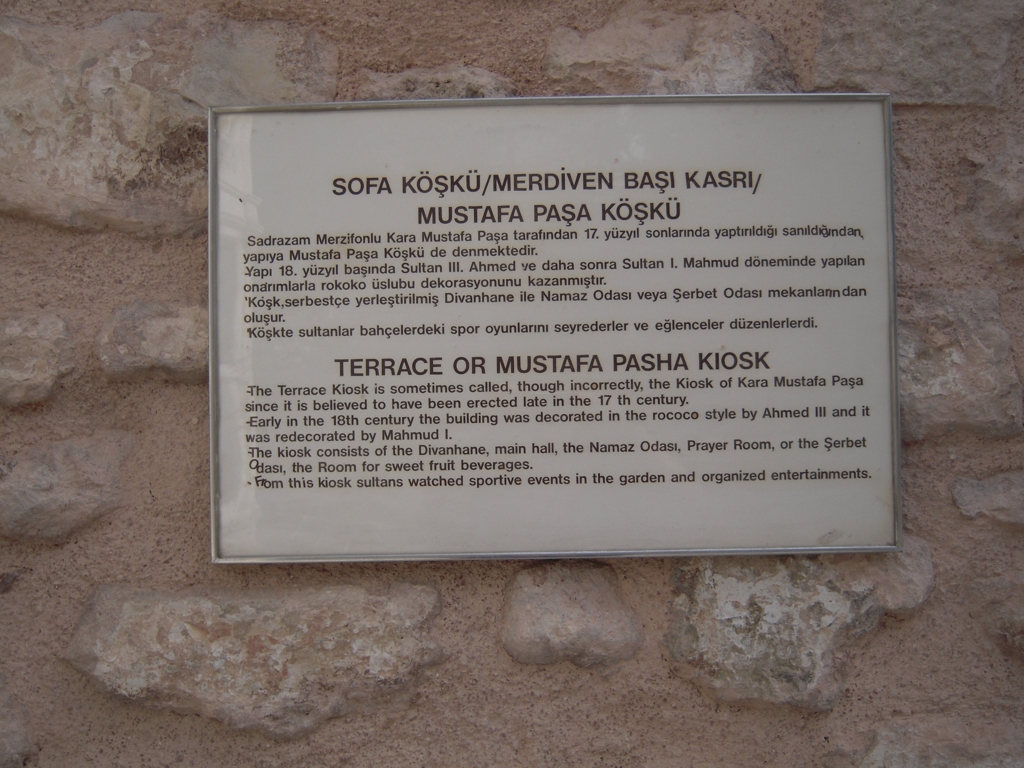 SOFA KÖŞKÜ/MERDİVEN BAŞI KASRI/
MUSTAFA PAŞA KÖŞKÜ
Sadrazam Merzifonlu Kara Mustafa Paşa tarafından 17. yüzyıl sonlarında yaptırıldığı sanıldığından,
yapıya Mustafa Paşa Köşkü de denmektedir.
-Yapı 18. yüzyıl başında Sultan III. Ahmed ve daha sonra Sultan I. Mahmud döneminde yapılan
onarımlarla rokoko üslubu dekorasyonunu kazanmıştır.
'Köşk,serbestçe yerleştirilmiş Divanhane ile Namaz Odası veya Şerbet Odası mekanlarından
oluşur.
'Köşkte sultanlar bahçelerdeki spor oyunlarını seyrederler ve eğlenceler düzenlerlerdi.
TERRACE OR MUSTAFA PASHA KIOSK
-The Terrace Kiosk is sometimes called, though incorrectly, the Kiosk of Kara Mustafa Paşa
since it is believed to have been erected late in the 17 th century.
-Early in the 18th century the building was decorated in the rococo style by Ahmed III and it
was redecorated by Mahmud I.
-The kiosk consists of the Divanhane, main hall, the Namaz Odası, Prayer Room, or the Şerbet
Odası, the Room for sweet fruit beverages.
- From this kiosk sultans watched sportive events in the garden and organized entertainments.